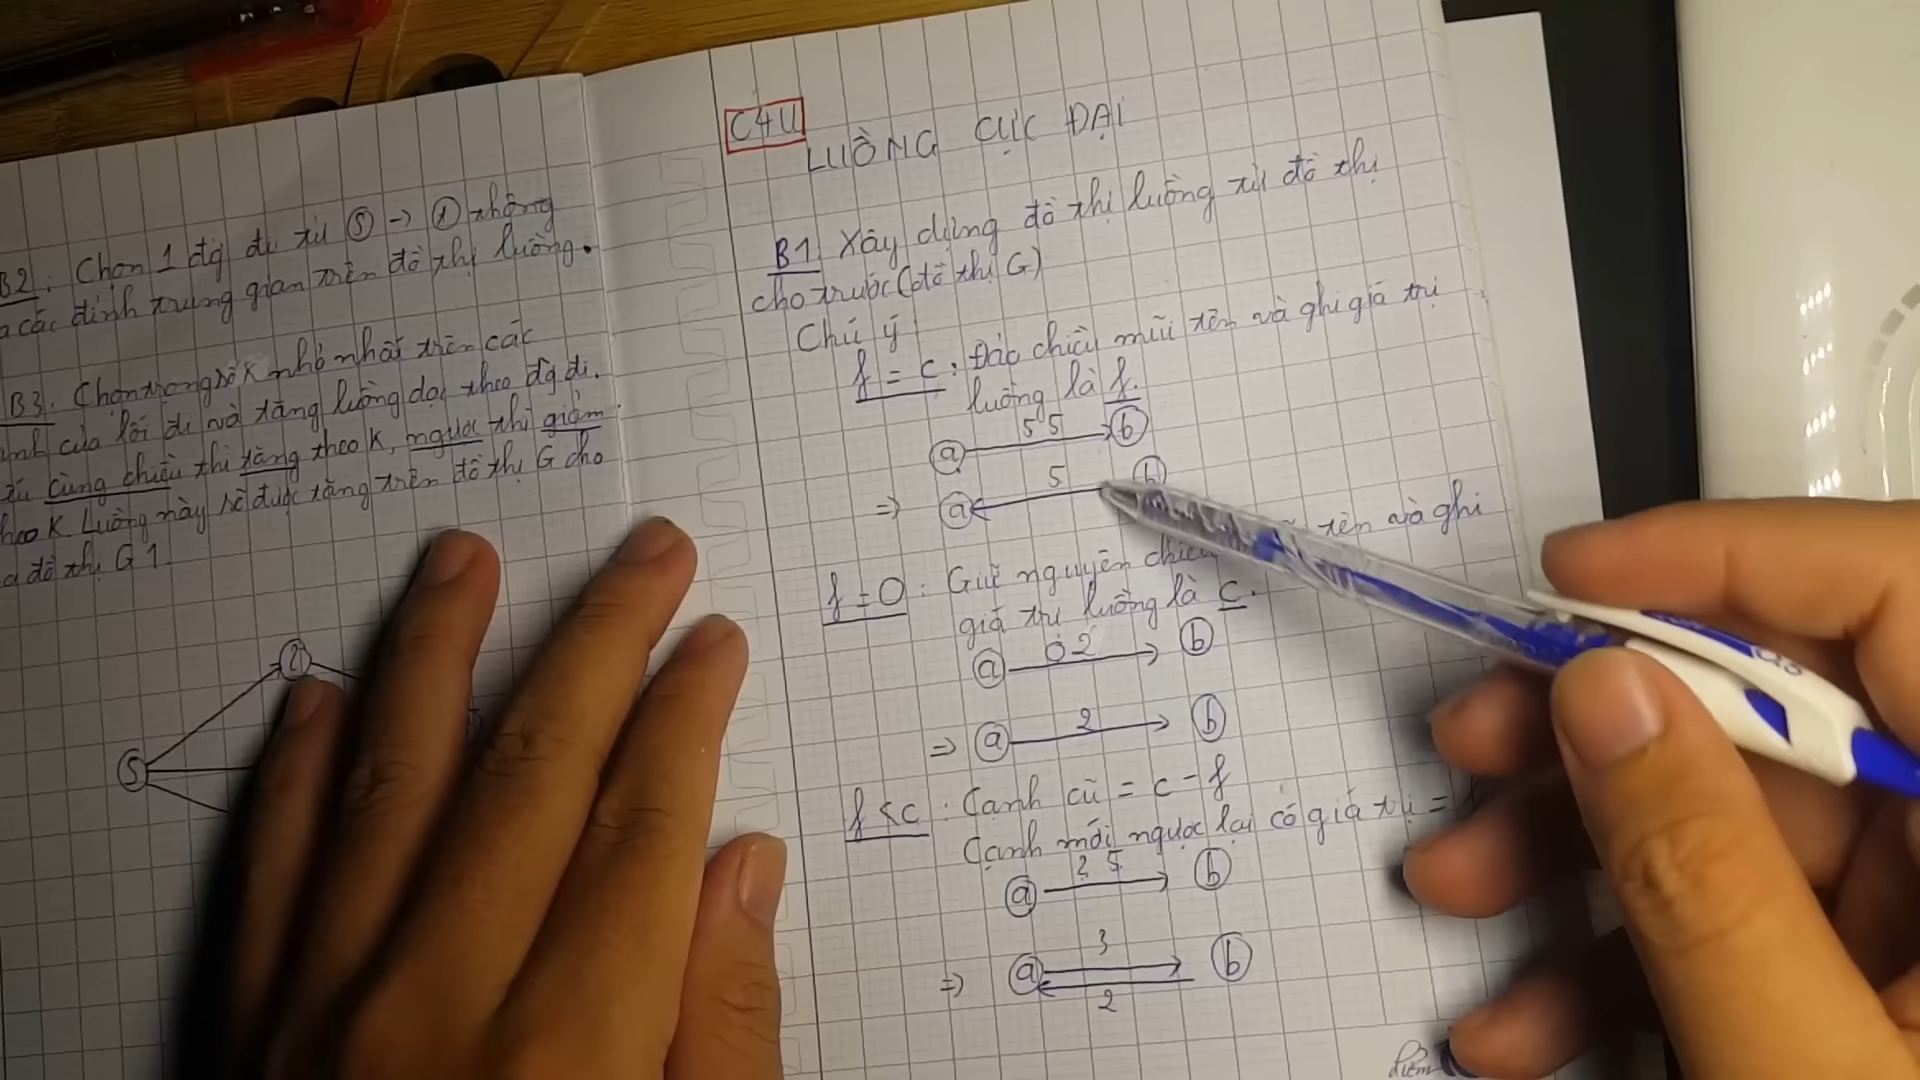 B2: Chọn 1 đg đi từ S -> t thông
các đỉnh trung gian trên đồ thị luồng.
B3. Chọn trọng số K nhỏ nhất trên các
của lối đi và tăng luồng dọc theo đg đi.
cùng chiều thì tăng theo K, ngược thì giảm
theo K. Luồng này sẽ được tăng trên đồ thị G cho
đồ thị G1.
2
S
C4U
LUỒNG CỰC ĐẠI
B1 Xây dựng đồ thị luồng từ đồ thị
cho trước (đồ thị G)
Chú ý
f = c : Đảo chiều mũi tên và ghi giá trị
luồng là f.
5 5
a b
5
=> a b
f = 0 : Giữ nguyên chiều tên và ghi
giá trị luồng là c.
0 2
a b
2
=> a b
f < c : Cạnh cũ = c - f
Cạnh mới ngược lại có giá trị =
2 5
a b
3
=> a b
2
điểm